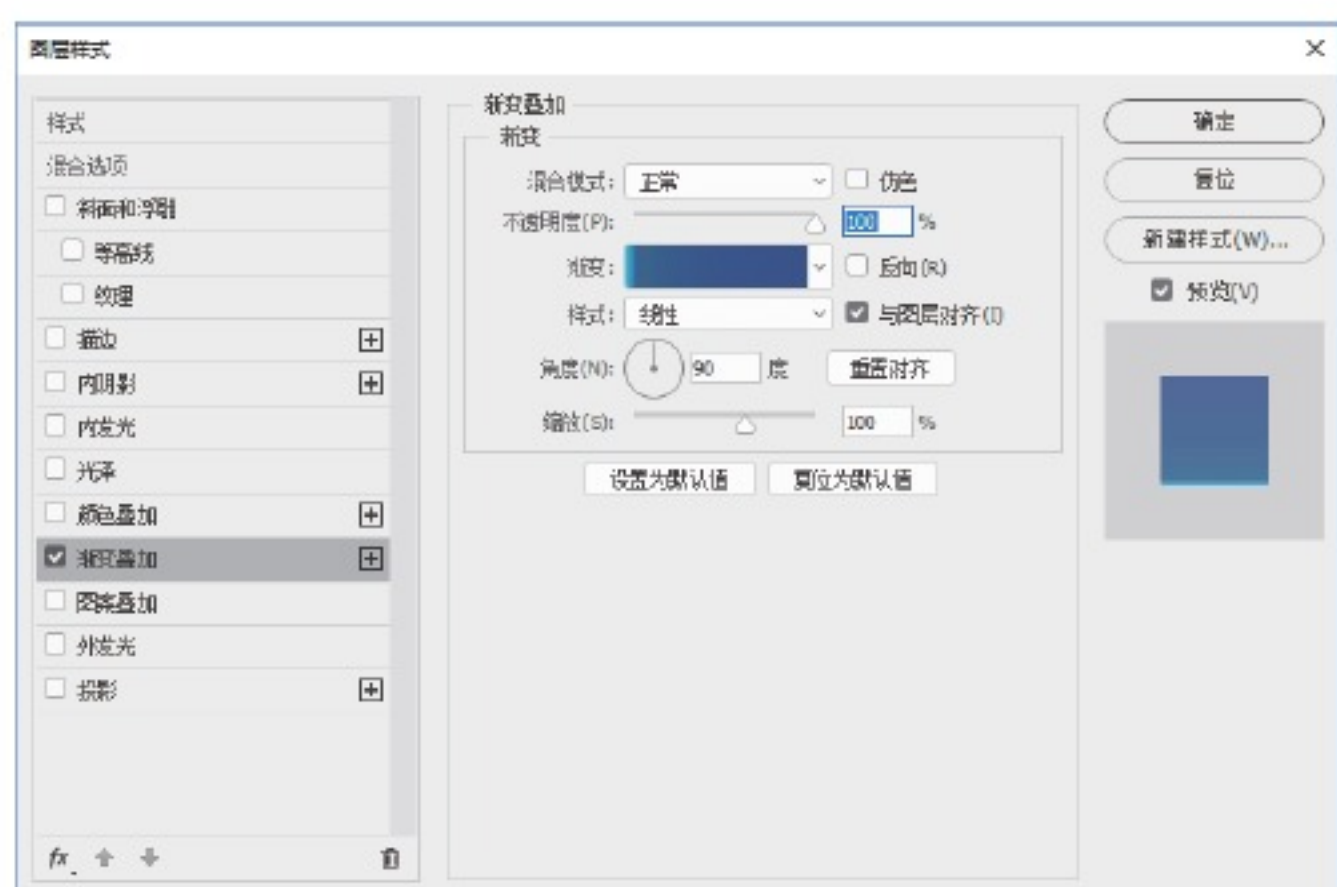 图层样式
样式
混合选项
斜面和浮雕
等高线
纹理
描边
内阴影
内发光
光泽
颜色叠加
渐变叠加
图案叠加
外发光
投影
fx
渐变叠加
渐变
混合模式: 正常 仿色
不透明度(P): 100 %
渐变: 反向(R)
样式: 线性 与图层对齐(I)
角度(N): 90 度 重置对齐
缩放(S): 100 %
设置为默认值 复位为默认值
确定
复位
新建样式(W)...
预览(V)